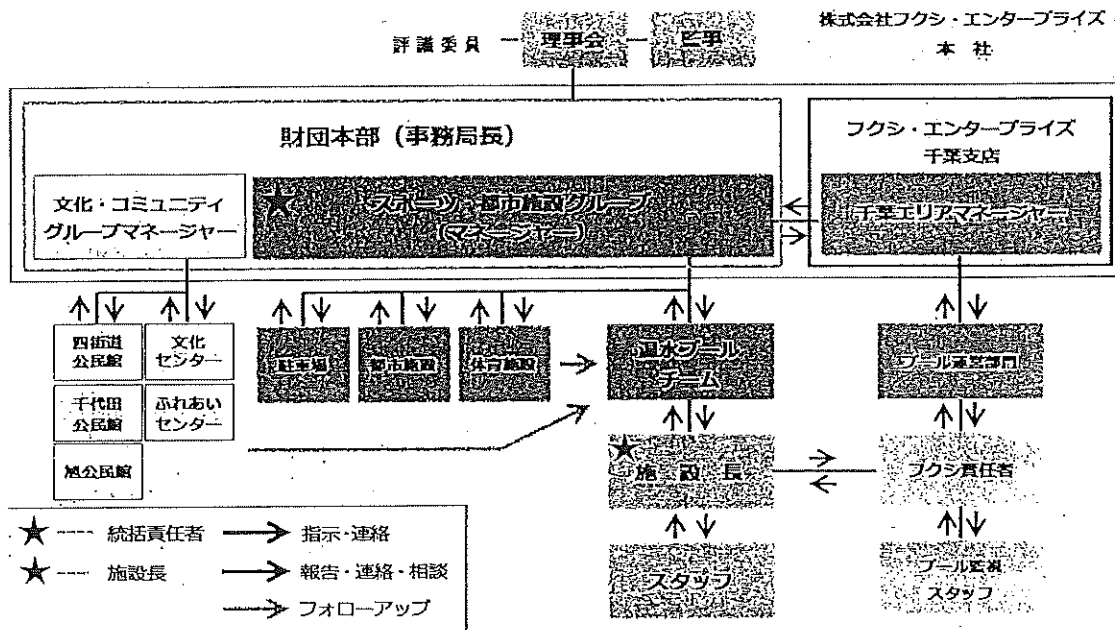 株式会社フクシ・エンタープライズ
本 社
評 議 委 員
理事会
監事
財団本部（事務局長）
フクシ・エンタープライズ
千葉支店
文化・コミュニティ
グループマネージャー
スポーツ・都市施設グループ
（マネージャー）
千葉エリアマネージャー
四街道
公民館
文化
センター
駐車場
都市施設
体育施設
温水プール
チーム
プール運営部門
千代田
公民館
ふれあい
センター
旭公民館
施 設 長
フクシ責任者
統括責任者
指示・連絡
施設長
報告・連絡・相談
フォローアップ
スタッフ
プール監視
スタッフ